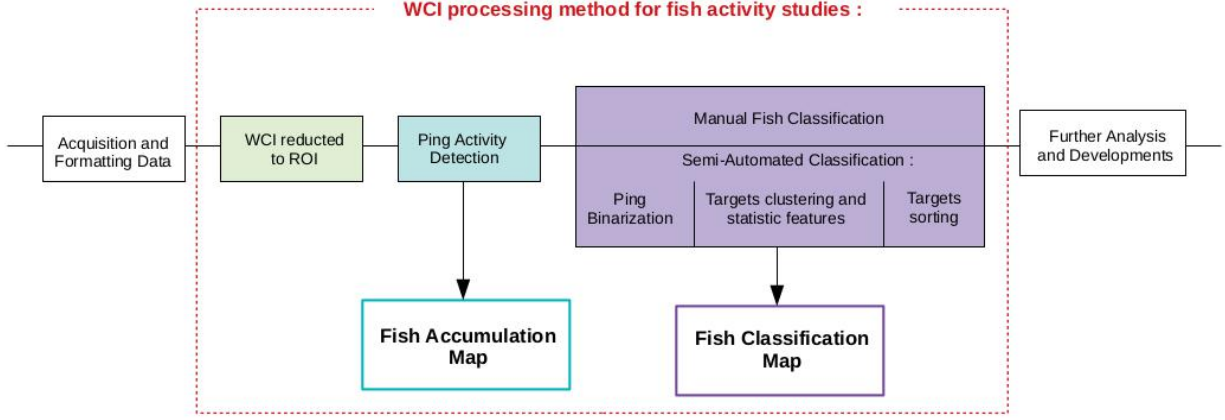 WCI processing method for fish activity studies :
Acquisition and
Formatting Data
WCI reducted
to ROI
Ping Activity
Detection
Manual Fish Classification
Semi-Automated Classification :
Ping
Binarization
Targets clustering and
statistic features
Targets
sorting
Further Analysis
and Developments
Fish Accumulation
Map
Fish Classification
Map